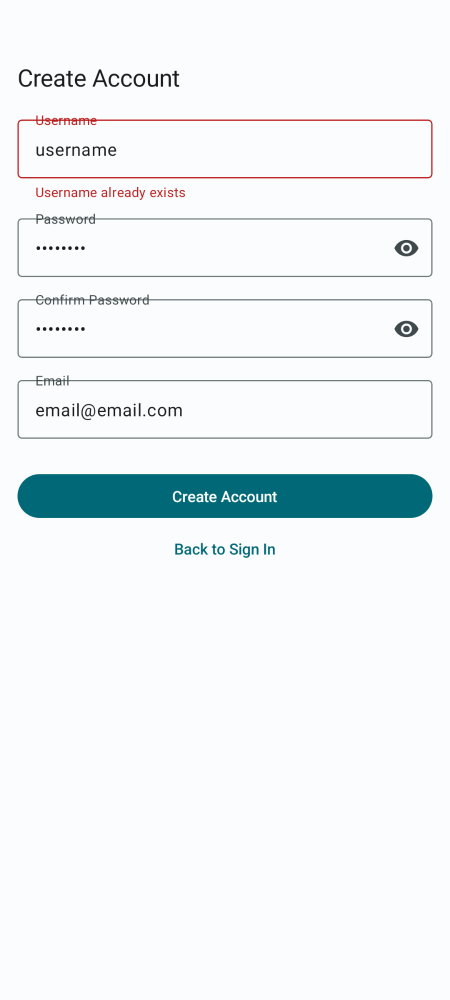 Create Account
Username
username
Username already exists
Password
••••••••
Confirm Password
••••••••
Email
email@email.com
Create Account
Back to Sign In